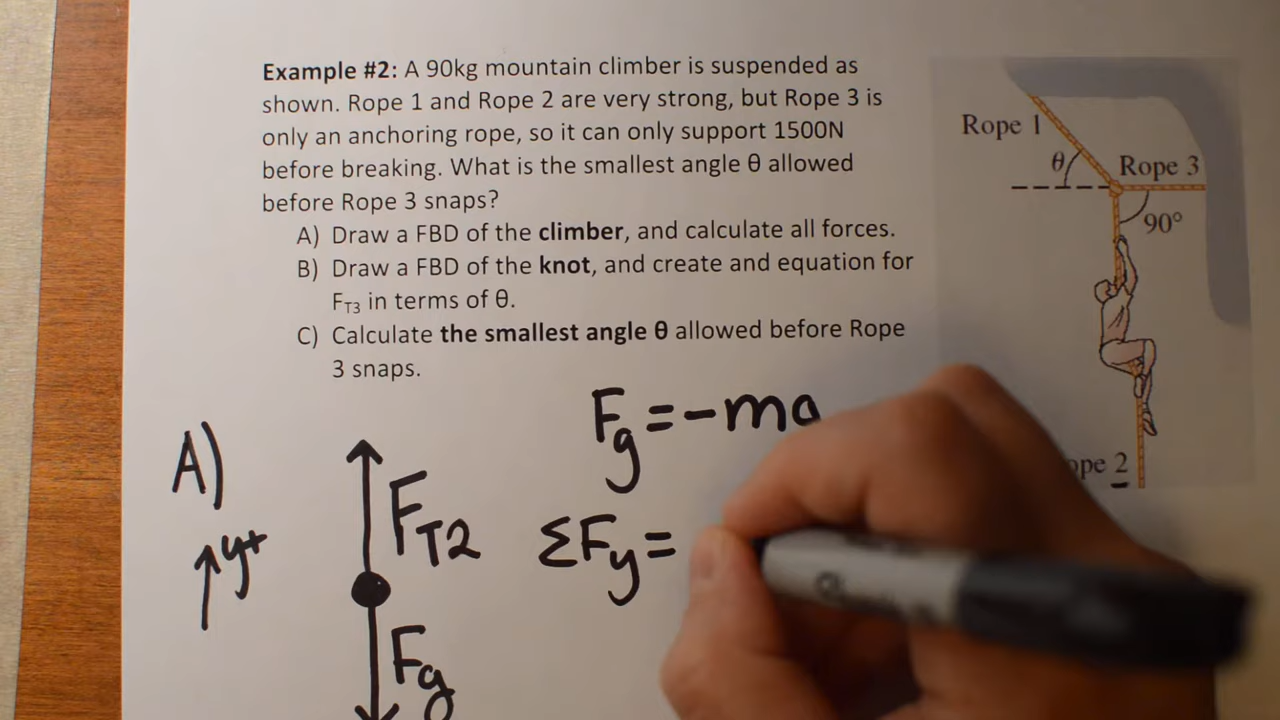 Example #2: A 90kg mountain climber is suspended as
shown. Rope 1 and Rope 2 are very strong, but Rope 3 is
only an anchoring rope, so it can only support 1500N
before breaking. What is the smallest angle θ allowed
before Rope 3 snaps?
A) Draw a FBD of the climber, and calculate all forces.
B) Draw a FBD of the knot, and create and equation for
FT3 in terms of θ.
C) Calculate the smallest angle θ allowed before Rope
3 snaps.
Rope 1
θ
Rope 3
90°
2
A)
y+
FT2
Fg
Fg=-m
ΣFy=